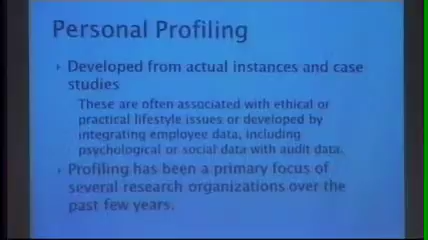 Personal Profiling
Developed from actual instances and case
studies
These are often associated with ethical or
practical lifestyle issues or developed by
integrating employee data, including
psychological or social data with audit data.
Profiling has been a primary focus of
several research organizations over the
past few years.